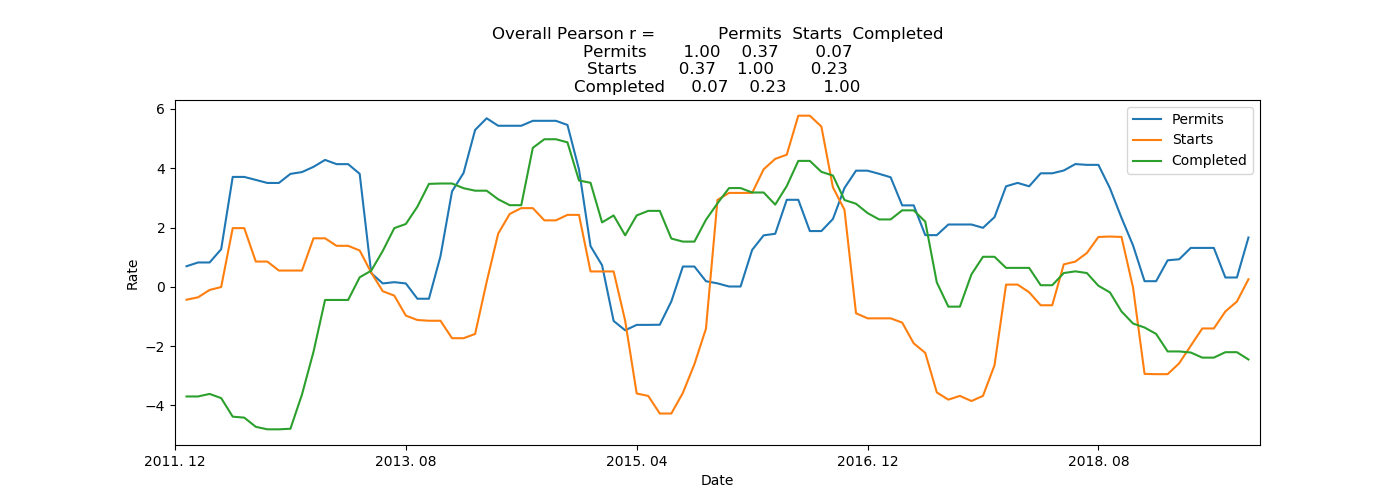 Overall Pearson r = Permits Starts Completed
Permits 1.00 0.37 0.07
Starts 0.37 1.00 0.23
Completed 0.07 0.23 1.00
6
4
2
0
−2
−4
Rate
Permits
Starts
Completed
2011. 12
2013. 08
2015. 04
2016. 12
2018. 08
Date